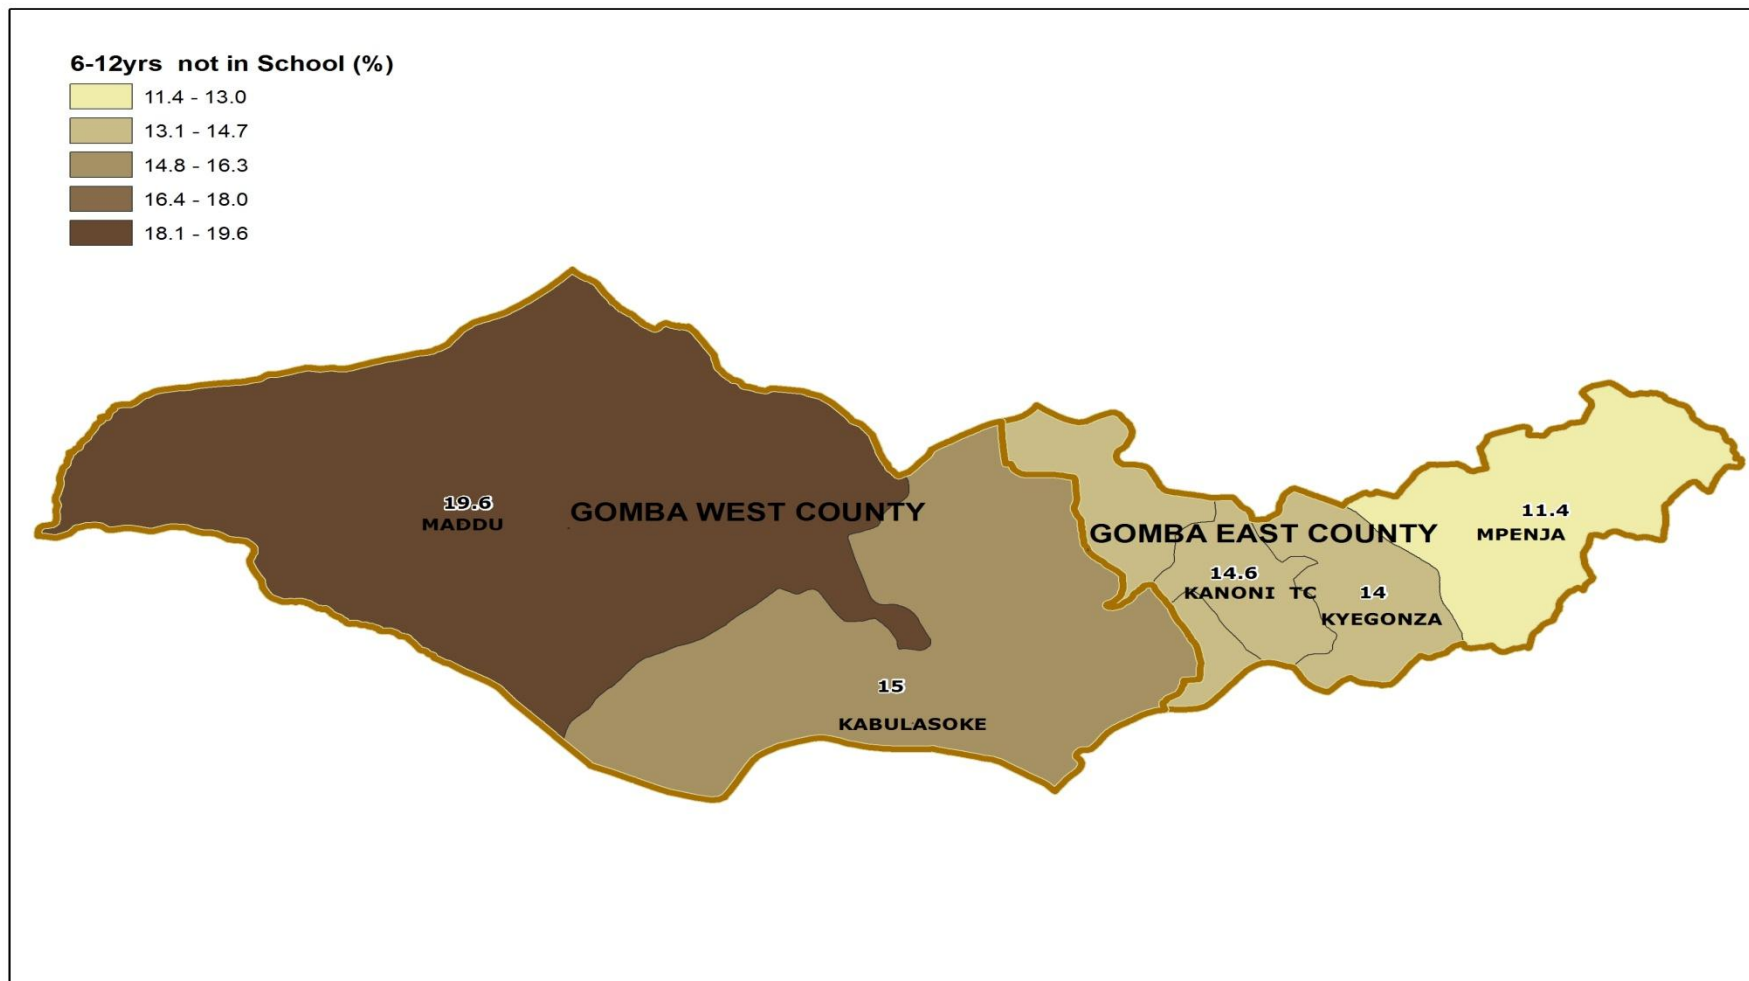 6-12yrs not in School (%)
11.4 - 13.0
13.1 - 14.7
14.8 - 16.3
16.4 - 18.0
18.1 - 19.6
19.6
MADDU
GOMBA WEST COUNTY
GOMBA EAST COUNTY
11.4
MPENJA
14.6
KANONI TC
14
KYEGONZA
15
KABULASOKE